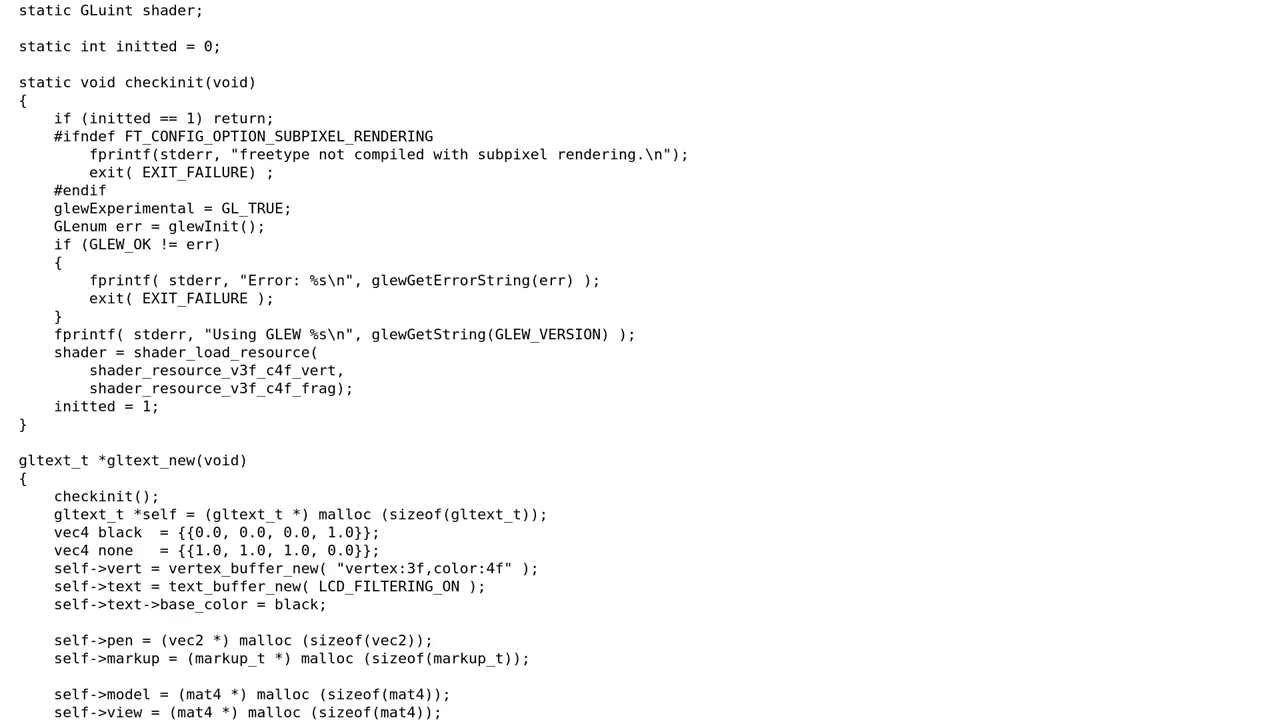 static GLuint shader;

static int initted = 0;

static void checkinit(void)
{
    if (initted == 1) return;
    #ifndef FT_CONFIG_OPTION_SUBPIXEL_RENDERING
        fprintf(stderr, "freetype not compiled with subpixel rendering.\n");
        exit( EXIT_FAILURE) ;
    #endif
    glewExperimental = GL_TRUE;
    GLenum err = glewInit();
    if (GLEW_OK != err)
    {
        fprintf( stderr, "Error: %s\n", glewGetErrorString(err) );
        exit( EXIT_FAILURE );
    }
    fprintf( stderr, "Using GLEW %s\n", glewGetString(GLEW_VERSION) );
    shader = shader_load_resource(
        shader_resource_v3f_c4f_vert,
        shader_resource_v3f_c4f_frag);
    initted = 1;
}

gltext_t *gltext_new(void)
{
    checkinit();
    gltext_t *self = (gltext_t *) malloc (sizeof(gltext_t));
    vec4 black  = {{0.0, 0.0, 0.0, 1.0}};
    vec4 none   = {{1.0, 1.0, 1.0, 0.0}};
    self->vert = vertex_buffer_new( "vertex:3f,color:4f" );
    self->text = text_buffer_new( LCD_FILTERING_ON );
    self->text->base_color = black;

    self->pen = (vec2 *) malloc (sizeof(vec2));
    self->markup = (markup_t *) malloc (sizeof(markup_t));

    self->model = (mat4 *) malloc (sizeof(mat4));
    self->view = (mat4 *) malloc (sizeof(mat4));